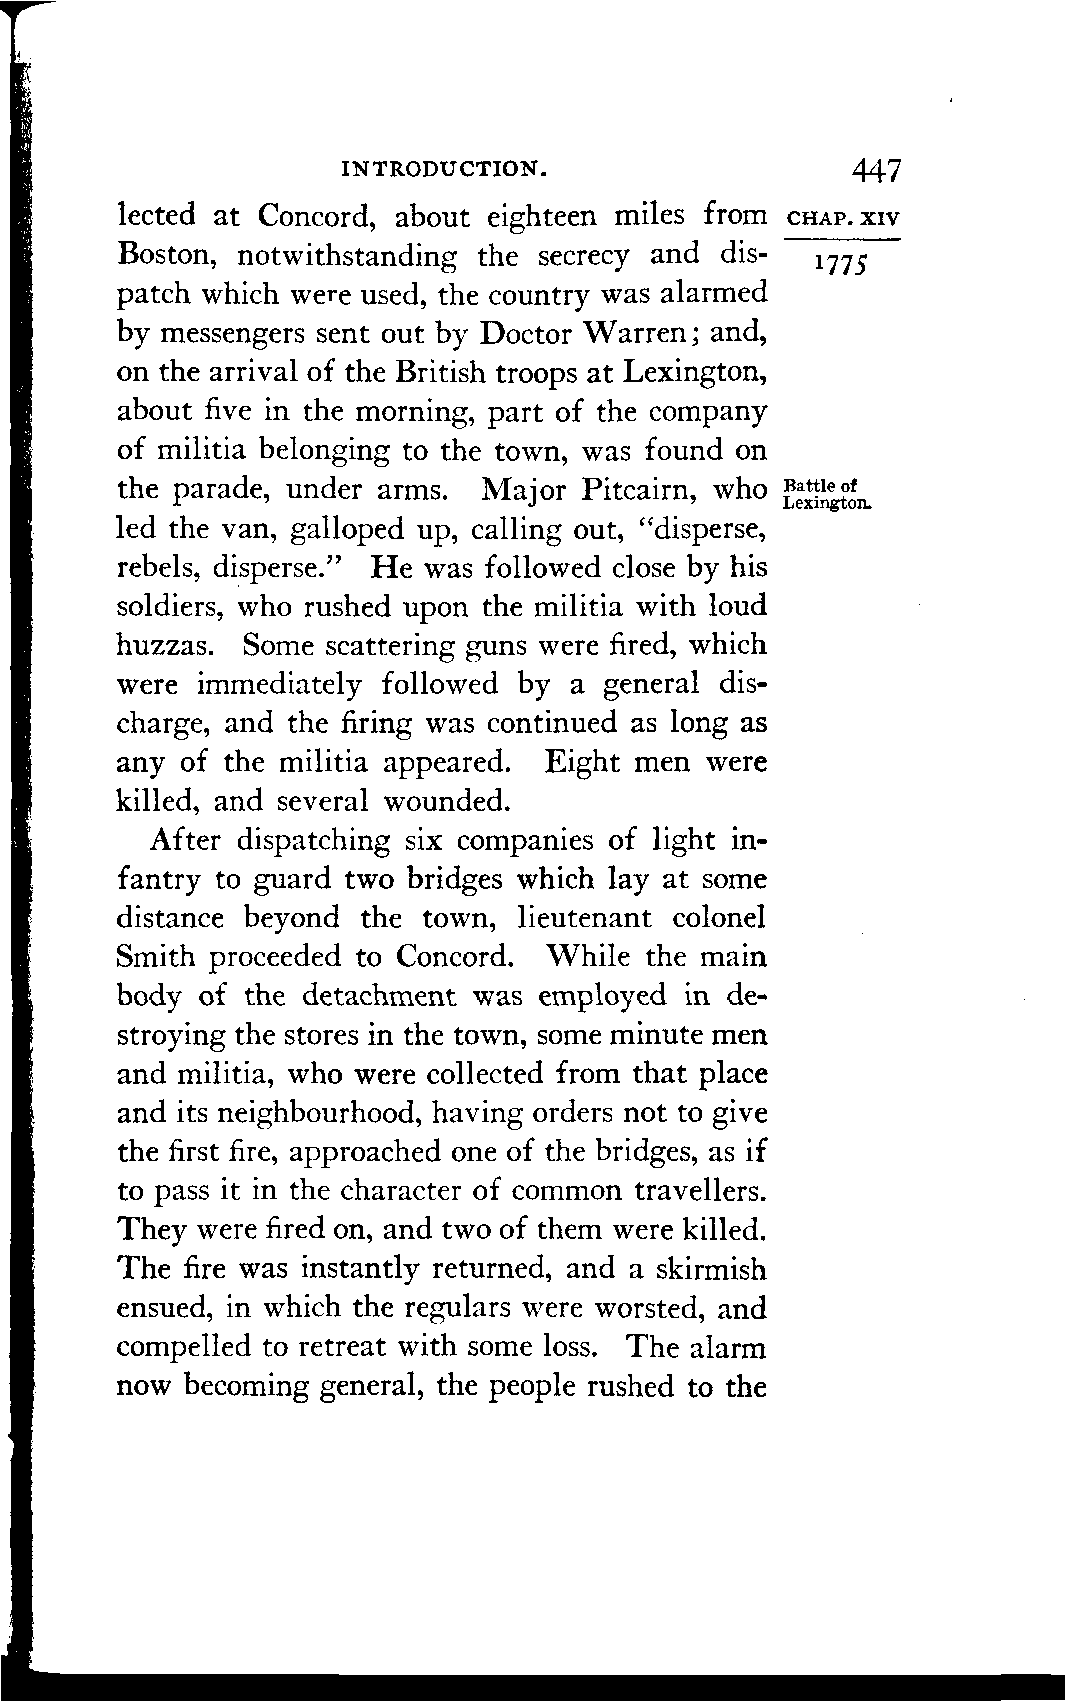 INTRODUCTION. 447
lected at Concord, about eighteen miles from CHAP. XIV
Boston, notwithstanding the secrecy and dis- 1775
patch which were used, the country was alarmed
by messengers sent out by Doctor Warren; and,
on the arrival of the British troops at Lexington,
about five in the morning, part of the company
of militia belonging to the town, was found on
the parade, under arms. Major Pitcairn, who Battle of
Lexington.
led the van, galloped up, calling out, “disperse,
rebels, disperse.” He was followed close by his
soldiers, who rushed upon the militia with loud
huzzas. Some scattering guns were fired, which
were immediately followed by a general dis-
charge, and the firing was continued as long as
any of the militia appeared. Eight men were
killed, and several wounded.
After dispatching six companies of light in-
fantry to guard two bridges which lay at some
distance beyond the town, lieutenant colonel
Smith proceeded to Concord. While the main
body of the detachment was employed in de-
stroying the stores in the town, some minute men
and militia, who were collected from that place
and its neighbourhood, having orders not to give
the first fire, approached one of the bridges, as if
to pass it in the character of common travellers.
They were fired on, and two of them were killed.
The fire was instantly returned, and a skirmish
ensued, in which the regulars were worsted, and
compelled to retreat with some loss. The alarm
now becoming general, the people rushed to the